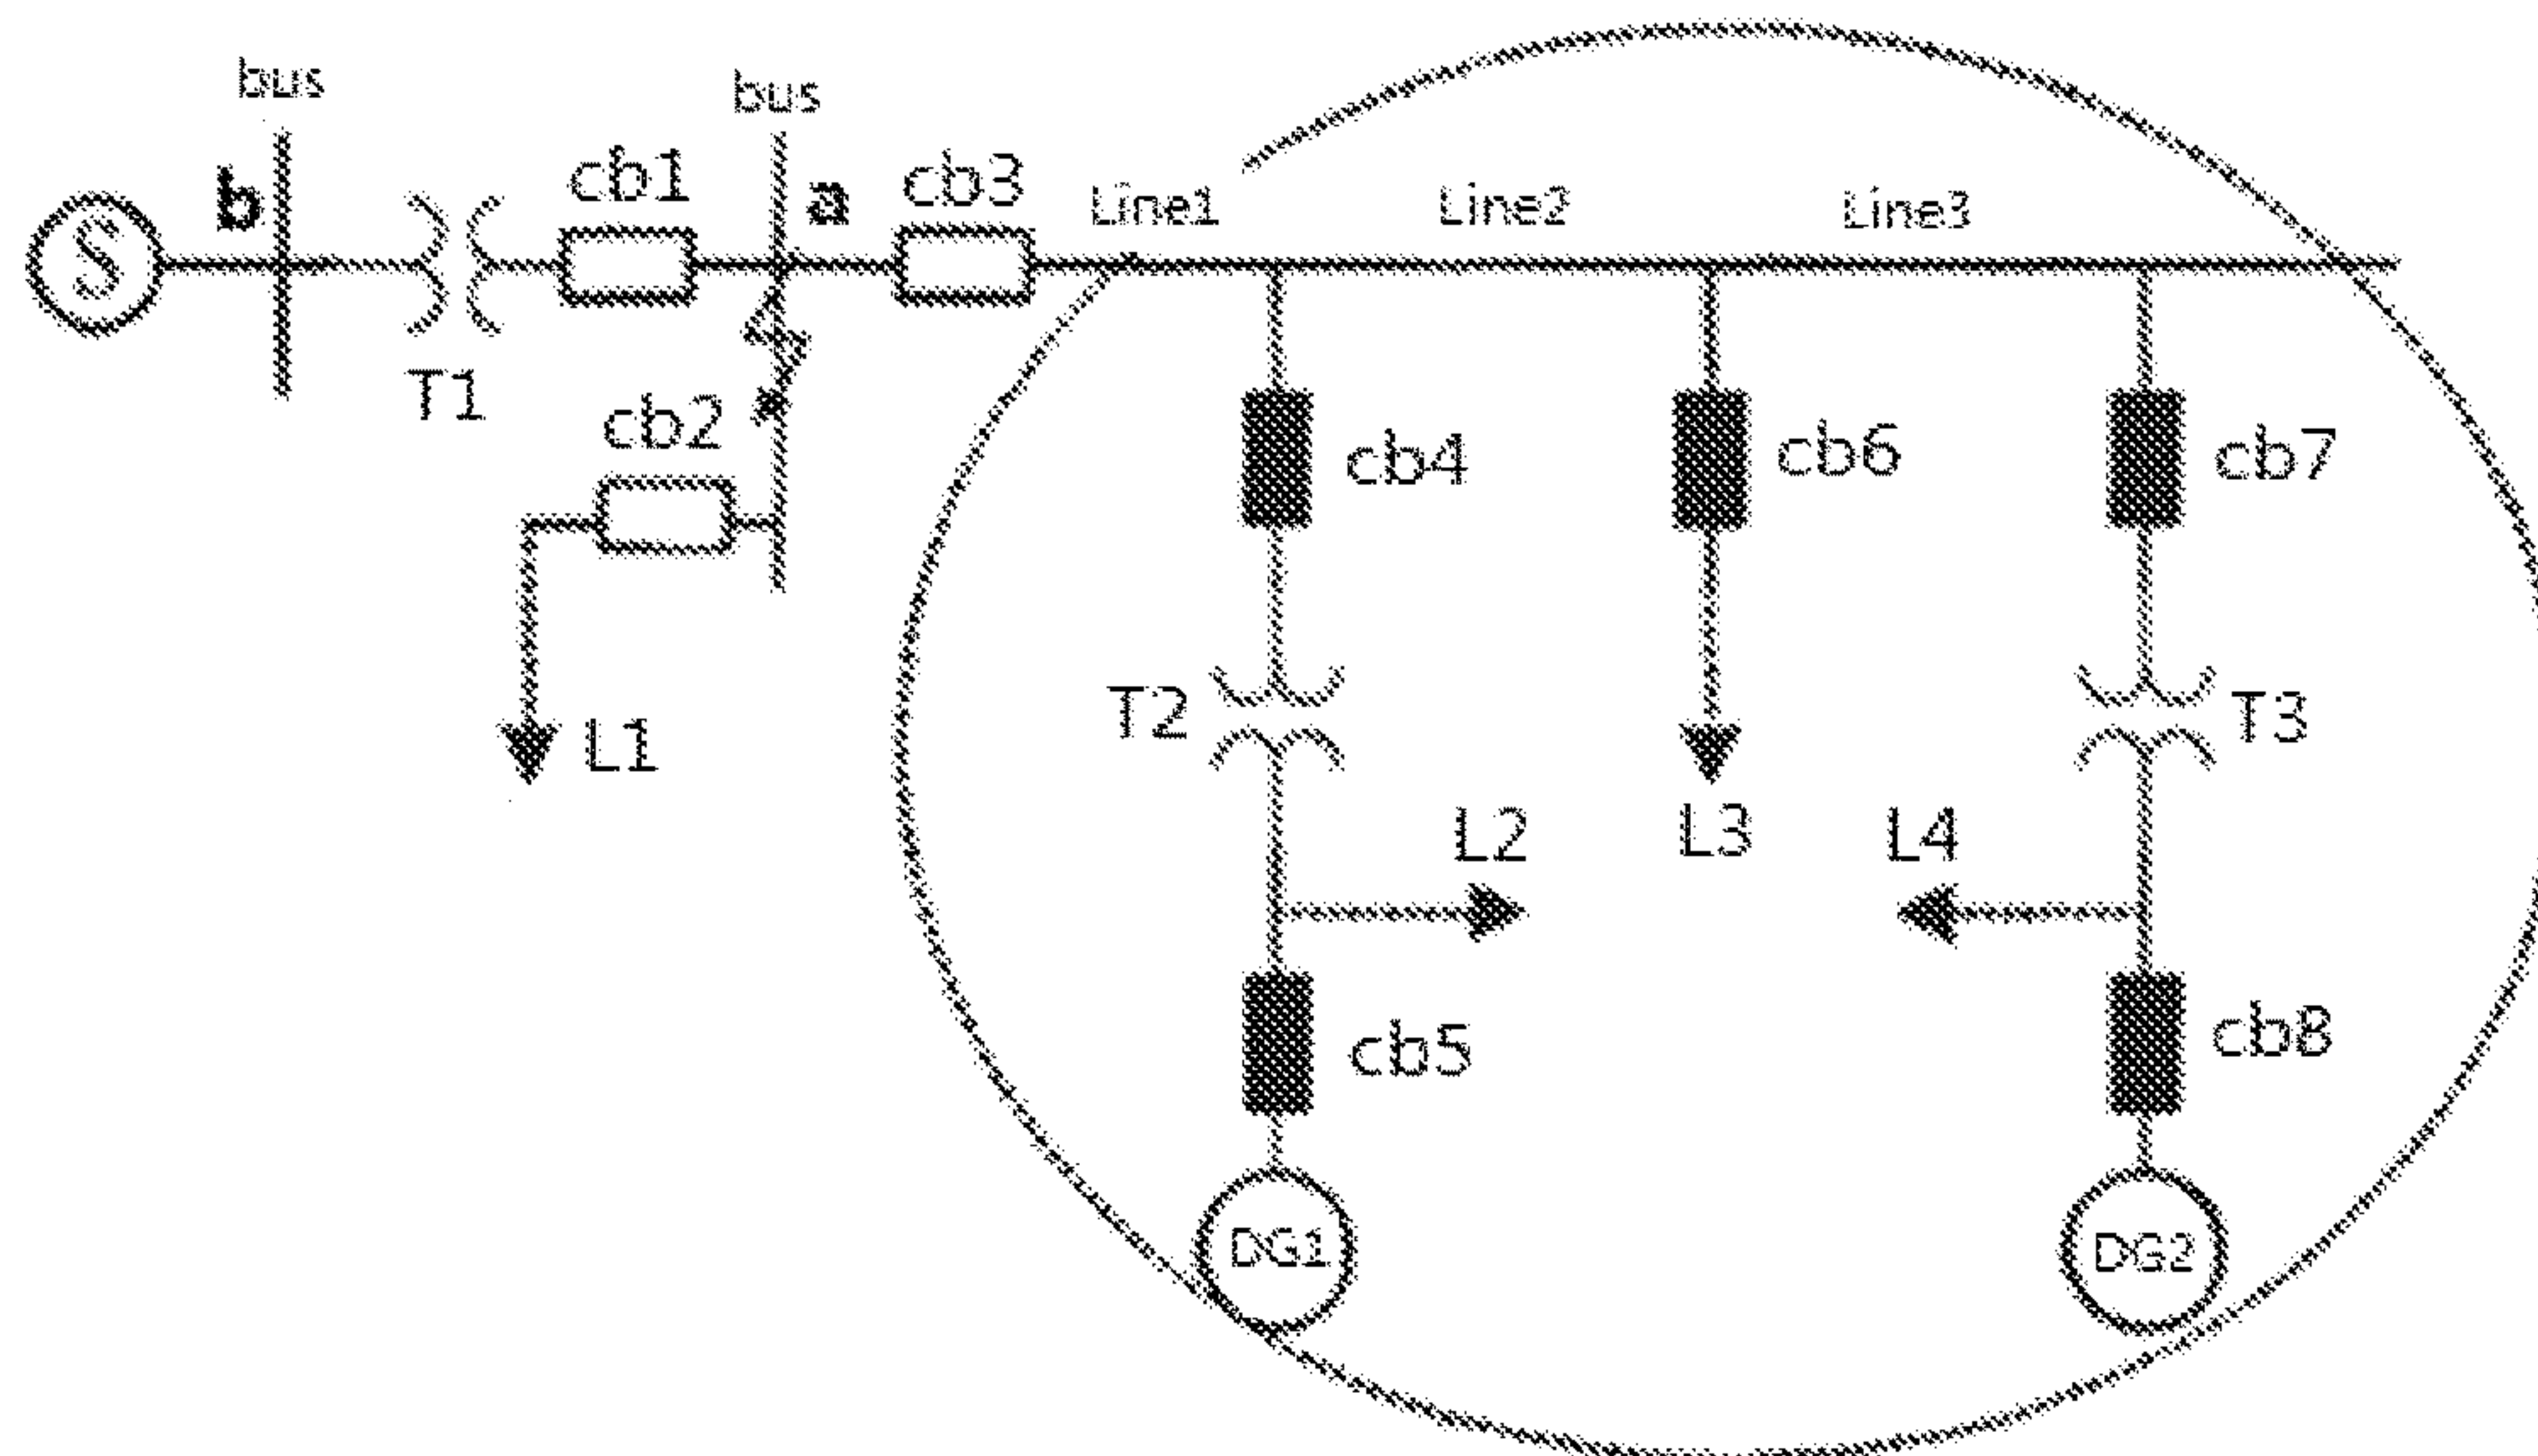 bus
bus
b
cb1
a
cb3
Line1
Line2
Line3
S
T1
cb2
cb4
cb6
cb7
L1
T2
T3
L2
L3
L4
cb5
cb8
DG1
DG2